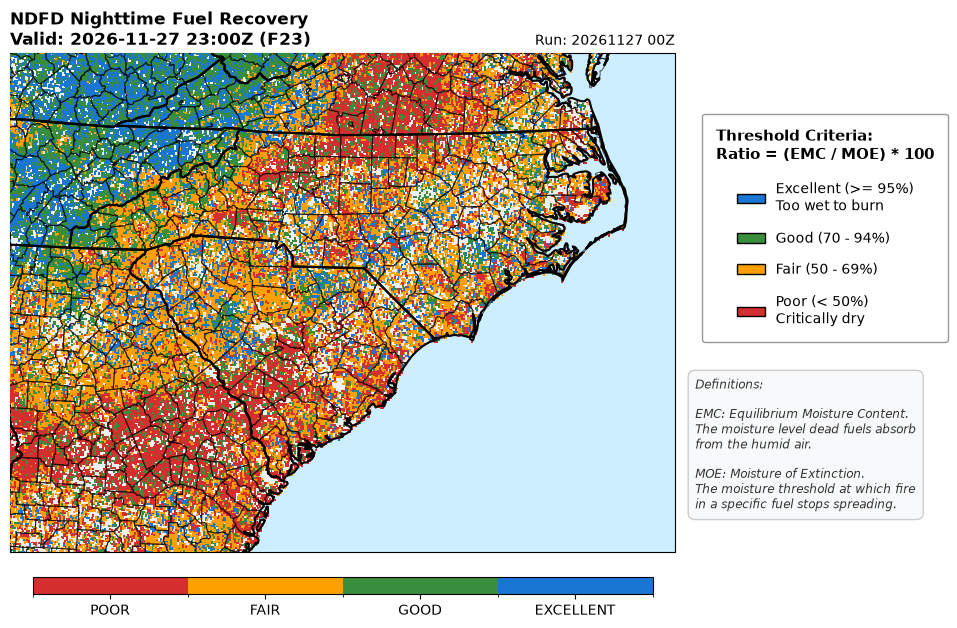 NDFD Nighttime Fuel Recovery
Valid: 2026-11-27 23:00Z (F23)
Run: 20261127 00Z
Threshold Criteria:
Ratio = (EMC / MOE) * 100
Excellent (>= 95%)
Too wet to burn
Good (70 - 94%)
Fair (50 - 69%)
Poor (< 50%)
Critically dry
Definitions:
EMC: Equilibrium Moisture Content.
The moisture level dead fuels absorb
from the humid air.
MOE: Moisture of Extinction.
The moisture threshold at which fire
in a specific fuel stops spreading.
POOR FAIR GOOD EXCELLENT